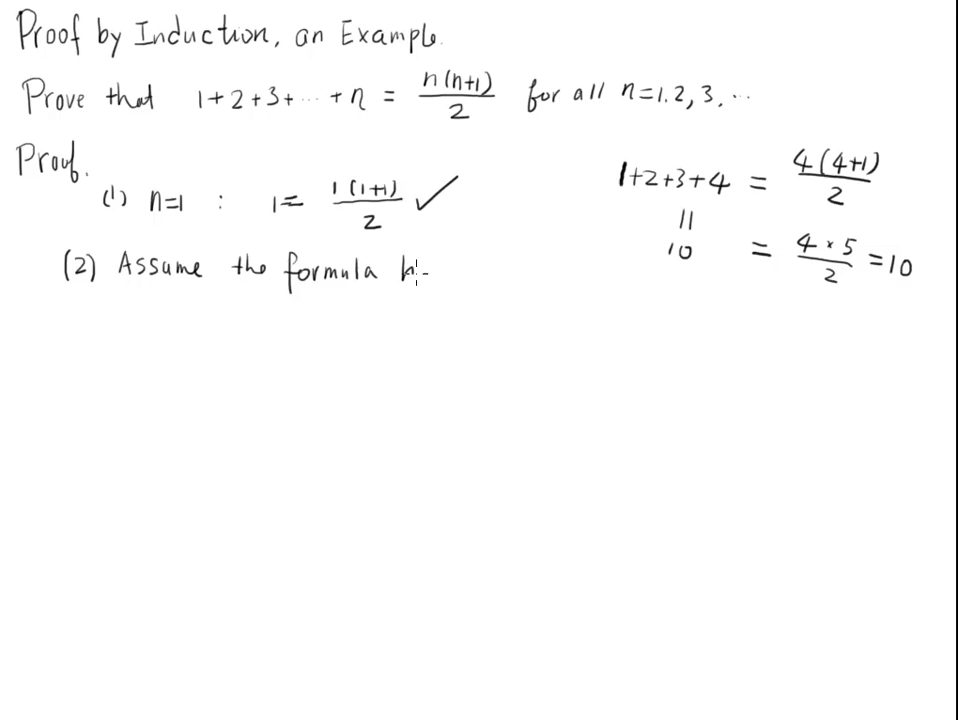 Proof by Induction, an Example.
Prove that 1+2+3+...+n = n(n+1)/2 for all n=1,2,3,...
Proof.
(1) n=1 : 1= 1(1+1)/2 ✓
(2) Assume the formula
1+2+3+4 = 4(4+1)/2
11
10 = 4×5/2 =10